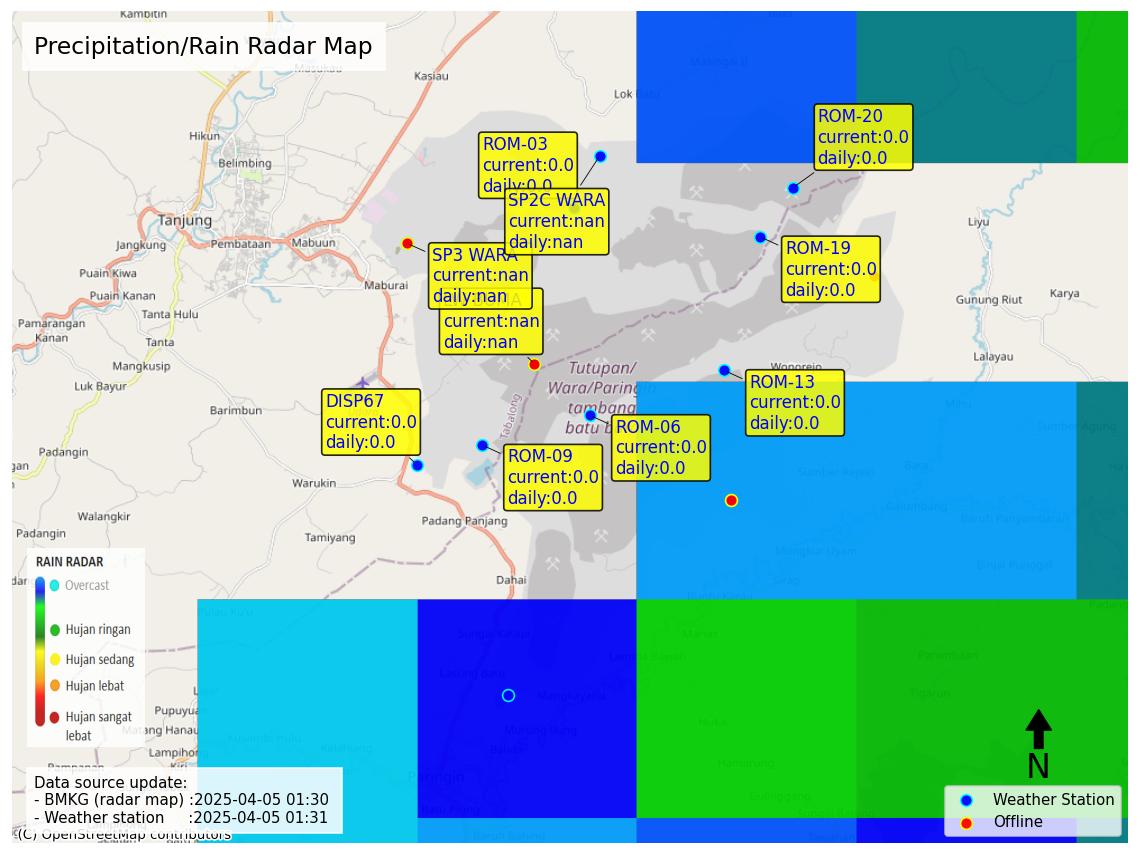 Kambitin
Precipitation/Rain Radar Map
Kasiau
Lok Batu
Hikun
Belimbing
ROM-20
current:0.0
daily:0.0
ROM-03
current:0.0
daily:0.0
SP2C WARA
current:nan
daily:nan
Tanjung
Jangkung
Pembataan
Mabuun
Liyu
SP3 WARA
current:nan
daily:nan
ROM-19
current:0.0
daily:0.0
Puain Kiwa
Puain Kanan
Maburai
Gunung Riut
Karya
current:nan
daily:nan
Tanta Hulu
Pamarangan
Kanan
Tanta
Mangkusip
Lalayau
Luk Bayur
Wonorejo
Tutupan/
Wara/Paringin
tambang
batu b
ROM-13
current:0.0
daily:0.0
DISP67
current:0.0
daily:0.0
Barimbun
Tabalong
ROM-06
current:0.0
daily:0.0
ROM-09
current:0.0
daily:0.0
Padangin
Warukin
Walangkir
Padang Panjang
Padangin
Tamiyang
Dahai
RAIN RADAR
Overcast
Hujan ringan
Hujan sedang
Hujan lebat
Hujan sangat
lebat
Pupuyuan
Matang Hanau
Lampihong
Kiri
Paringin
N
Data source update:
- BMKG (radar map) :2025-04-05 01:30
- Weather station :2025-04-05 01:31
(C) OpenStreetMap contributors
Weather Station
Offline